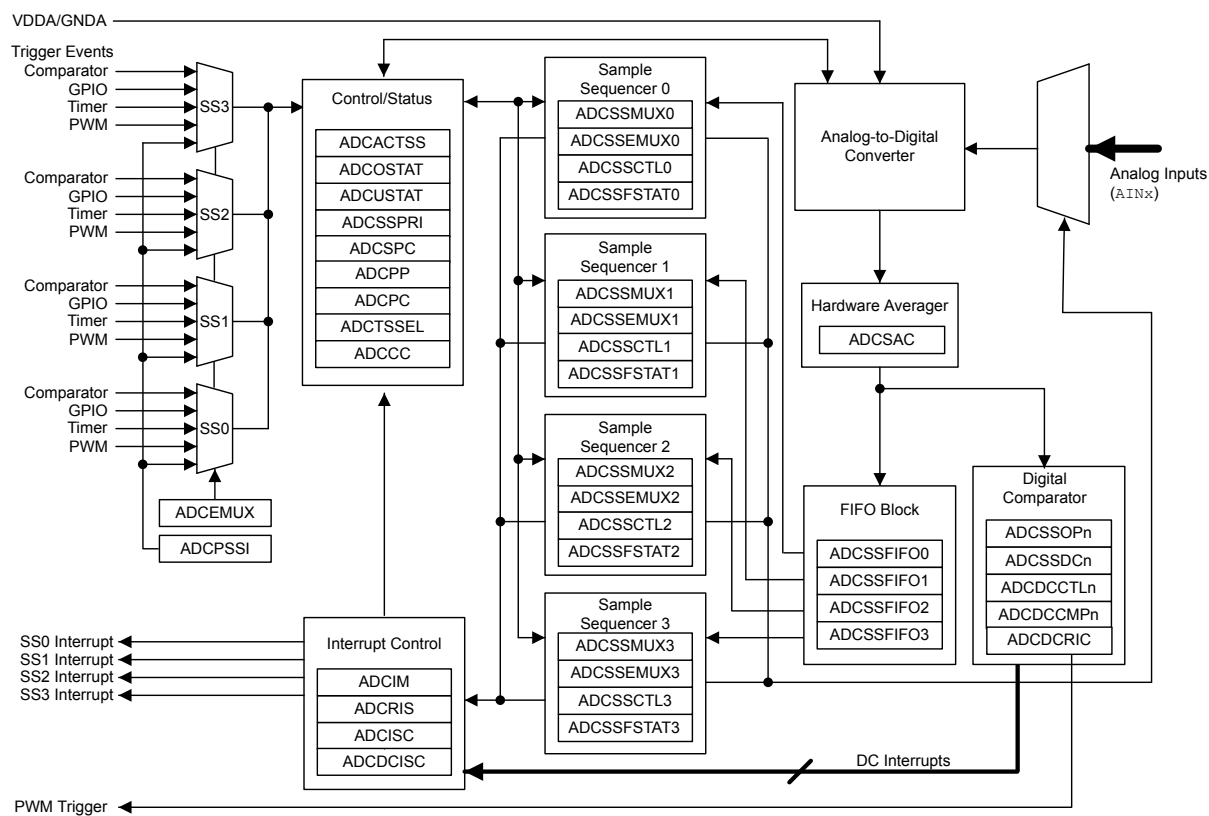 VDDA/GNDA
Trigger Events
Comparator
GPIO
Timer
PWM
SS3
Comparator
GPIO
Timer
PWM
SS2
Comparator
GPIO
Timer
PWM
SS1
Comparator
GPIO
Timer
PWM
SS0
ADCEMUX
ADCPSSI
Control/Status
ADCACTSS
ADCOSTAT
ADCUSTAT
ADCSSPRI
ADCSPC
ADCPP
ADCPC
ADCTSSEL
ADCCC
Interrupt Control
ADCIM
ADCRIS
ADCISC
ADCDCISC
SS0 Interrupt
SS1 Interrupt
SS2 Interrupt
SS3 Interrupt
PWM Trigger
Sample
Sequencer 0
ADCSSMUX0
ADCSSEMUX0
ADCSSCTL0
ADCSSFSTAT0
Sample
Sequencer 1
ADCSSMUX1
ADCSSEMUX1
ADCSSCTL1
ADCSSFSTAT1
Sample
Sequencer 2
ADCSSMUX2
ADCSSEMUX2
ADCSSCTL2
ADCSSFSTAT2
Sample
Sequencer 3
ADCSSMUX3
ADCSSEMUX3
ADCSSCTL3
ADCSSFSTAT3
Analog-to-Digital
Converter
Analog Inputs
(AINx)
Hardware Averager
ADCSAC
FIFO Block
ADCSSFIFO0
ADCSSFIFO1
ADCSSFIFO2
ADCSSFIFO3
Digital
Comparator
ADCSSOPn
ADCSSDCn
ADCDCCTLn
ADCDCCMPn
ADCDCRIC
DC Interrupts